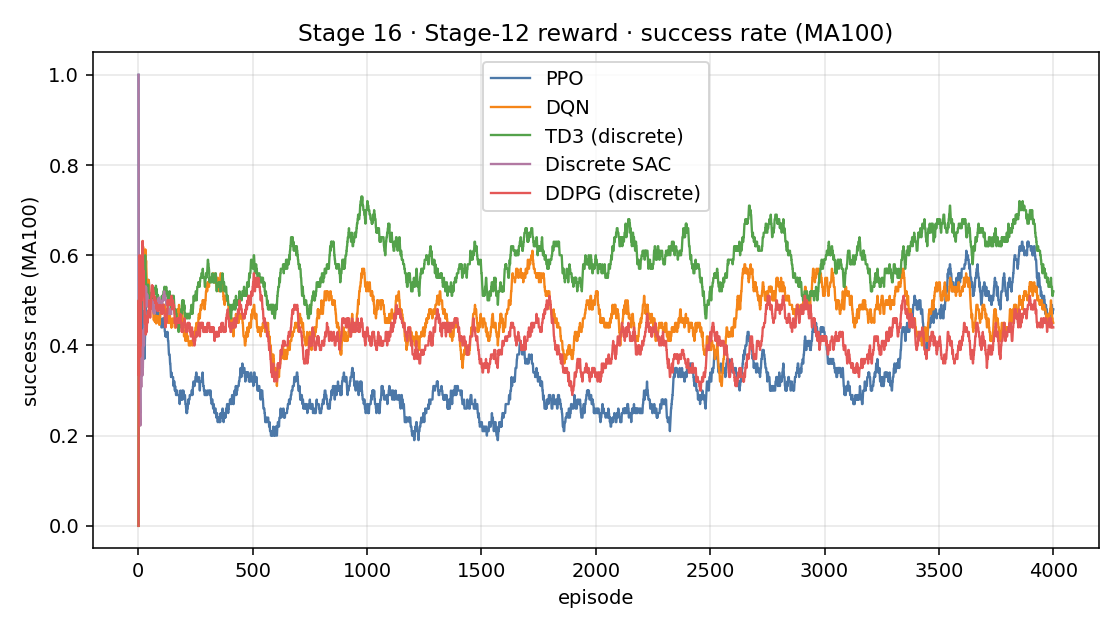 Stage 16 · Stage-12 reward · success rate (MA100)
PPO
DQN
TD3 (discrete)
Discrete SAC
DDPG (discrete)
success rate (MA100)
1.0
0.8
0.6
0.4
0.2
0.0
0 500 1000 1500 2000 2500 3000 3500 4000
episode